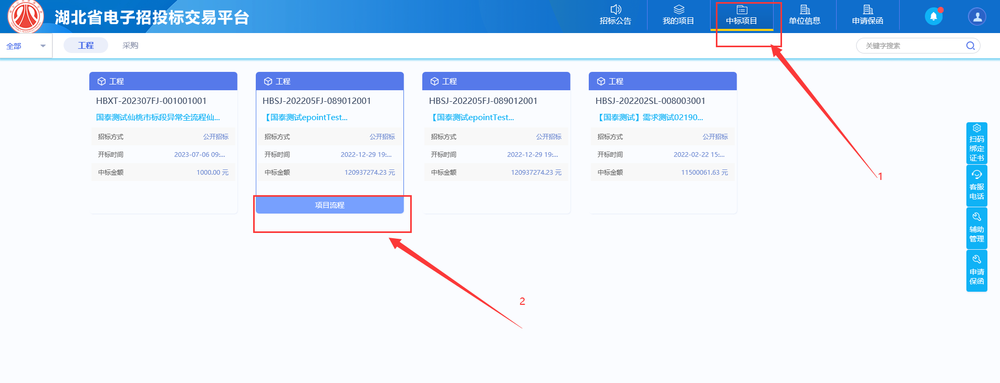 湖北省电子招投标交易平台
招标公告
我的项目
中标项目
单位信息
申请保函
全部
工程
采购
关键字搜索
工程
HBXT-202307FJ-001001001
国泰测试仙桃市标段异常全流程仙...
招标方式
公开招标
开标时间
2023-07-06 09:...
中标金额
1000.00 元
工程
HBSJ-202205FJ-089012001
【国泰测试epointTest...
招标方式
公开招标
开标时间
2022-12-29 19:...
中标金额
120937274.23 元
项目流程
工程
HBSJ-202205FJ-089012001
【国泰测试epointTest...
招标方式
公开招标
开标时间
2022-12-29 19:...
中标金额
120937274.23 元
工程
HBSJ-202202SL-008003001
【国泰测试】需求测试02190...
招标方式
公开招标
开标时间
2022-02-22 15:...
中标金额
11500061.63 元
扫码
绑定
证书
客服
电话
辅助
管理
申请
保函
1
2